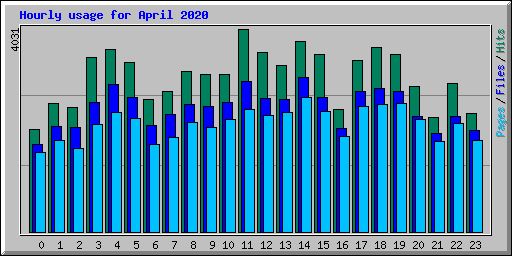 Hourly usage for April 2020
4031
Pages / Files / Hits
0 1 2 3 4 5 6 7 8 9 10 11 12 13 14 15 16 17 18 19 20 21 22 23